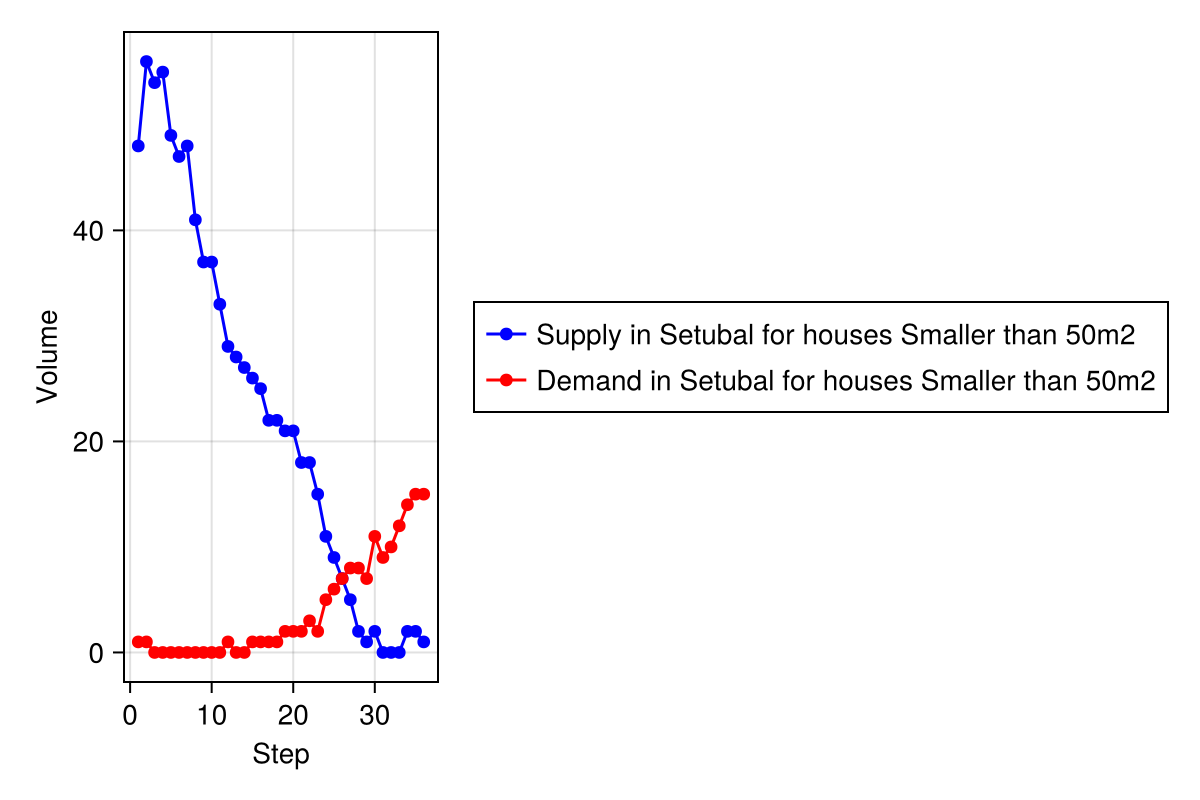 Volume
40
20
0
0 10 20 30
Step
Supply in Setubal for houses Smaller than 50m2
Demand in Setubal for houses Smaller than 50m2